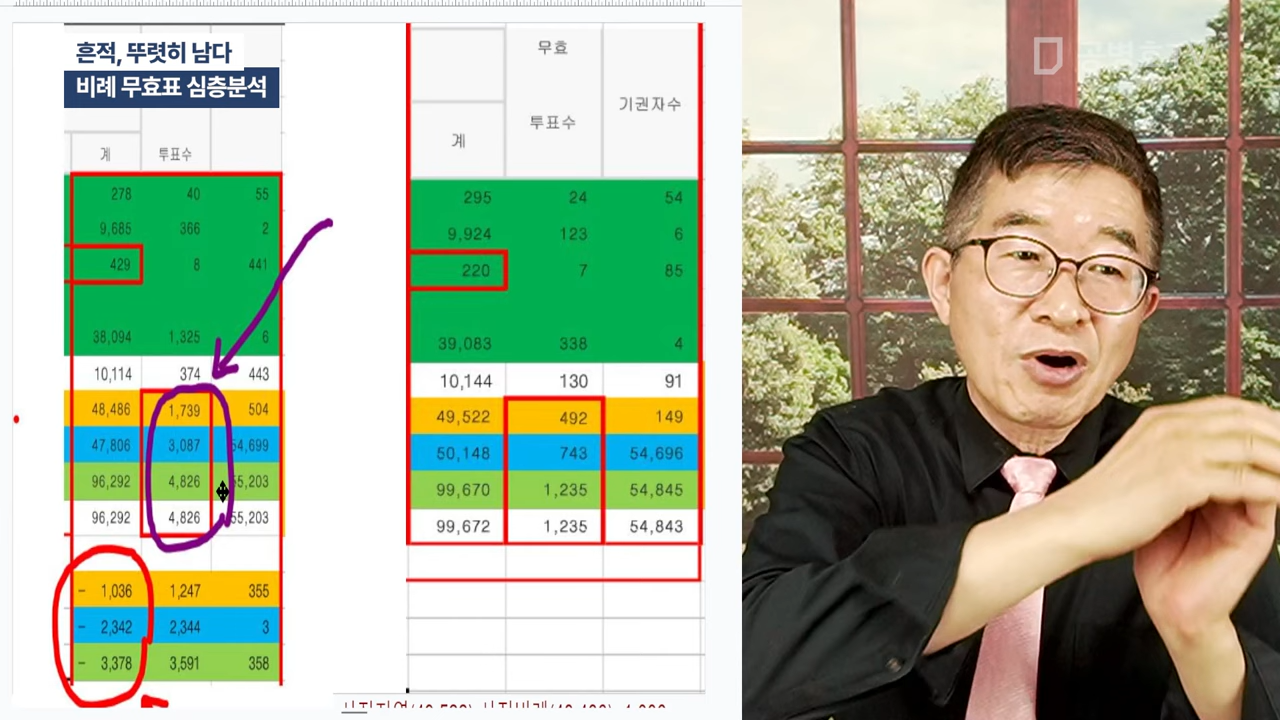 흔적, 뚜렷히 남다
비례 무효표 심층분석
계 투표수
278 40 55
9,685 366 2
429 8 441
38,094 1,325 6
10,114 374 443
48,486 1,739 504
47,806 3,087 54,699
96,292 4,826 55,203
96,292 4,826 55,203
- 1,036 1,247 355
- 2,342 2,344 3
- 3,378 3,591 358
무효
기권자수
투표수
계
295 24 54
9,924 123 6
220 7 85
39,083 338 4
10,144 130 91
49,522 492 149
50,148 743 54,696
99,670 1,235 54,845
99,672 1,235 54,843